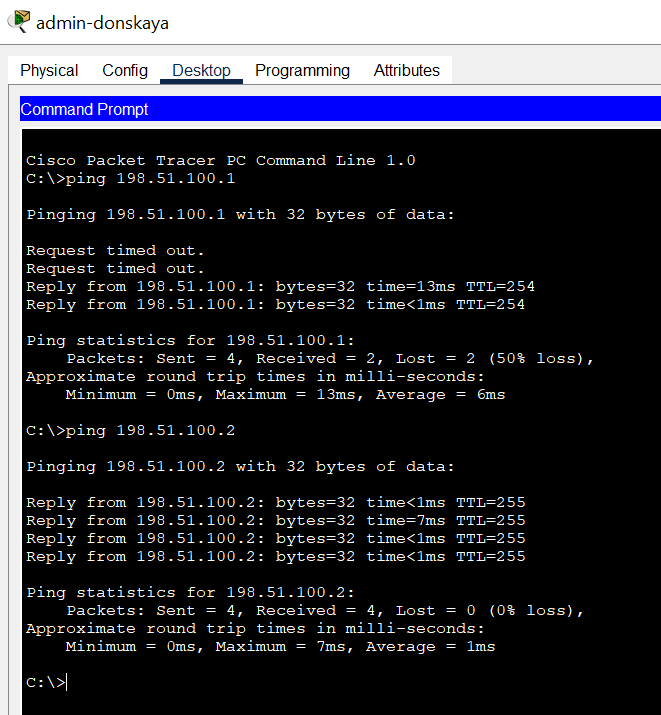 admin-donskaya
Physical Config Desktop Programming Attributes
Command Prompt
Cisco Packet Tracer PC Command Line 1.0
C:\>ping 198.51.100.1
Pinging 198.51.100.1 with 32 bytes of data:
Request timed out.
Request timed out.
Reply from 198.51.100.1: bytes=32 time=13ms TTL=254
Reply from 198.51.100.1: bytes=32 time<1ms TTL=254
Ping statistics for 198.51.100.1:
Packets: Sent = 4, Received = 2, Lost = 2 (50% loss),
Approximate round trip times in milli-seconds:
Minimum = 0ms, Maximum = 13ms, Average = 6ms
C:\>ping 198.51.100.2
Pinging 198.51.100.2 with 32 bytes of data:
Reply from 198.51.100.2: bytes=32 time<1ms TTL=255
Reply from 198.51.100.2: bytes=32 time=7ms TTL=255
Reply from 198.51.100.2: bytes=32 time<1ms TTL=255
Reply from 198.51.100.2: bytes=32 time<1ms TTL=255
Ping statistics for 198.51.100.2:
Packets: Sent = 4, Received = 4, Lost = 0 (0% loss),
Approximate round trip times in milli-seconds:
Minimum = 0ms, Maximum = 7ms, Average = 1ms
C:\>